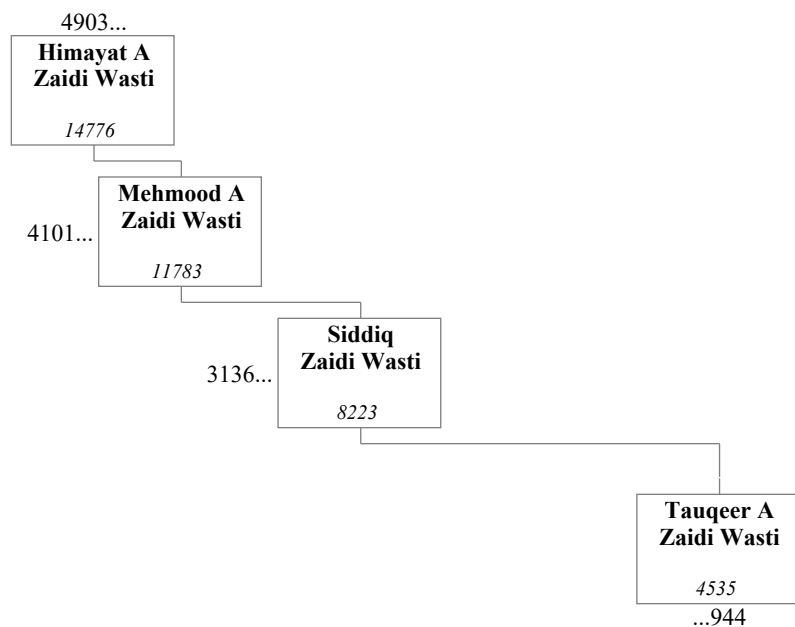 4903...
Himayat A
Zaidi Wasti
14776
Mehmood A
Zaidi Wasti
4101...
11783
Siddiq
Zaidi Wasti
3136...
8223
Tauqeer A
Zaidi Wasti
4535
...944